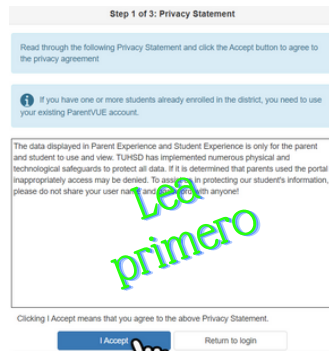 Step 1 of 3: Privacy Statement
Read through the following Privacy Statement and click the Accept button to agree to
the privacy agreement
If you have one or more students already enrolled in the district, you need to use
your existing ParentVUE account.
The data displayed in Parent Experience and Student Experience is only for the parent
and student to use and view. TUHSD has implemented numerous physical and
technological safeguards to protect all data. If it is determined that parents used the portal
inappropriately access may be denied. To assist us in protecting our student's information,
please do not share your user name and password with anyone!
Lea
primero
Clicking I Accept means that you agree to the above Privacy Statement.
I Accept
Return to login